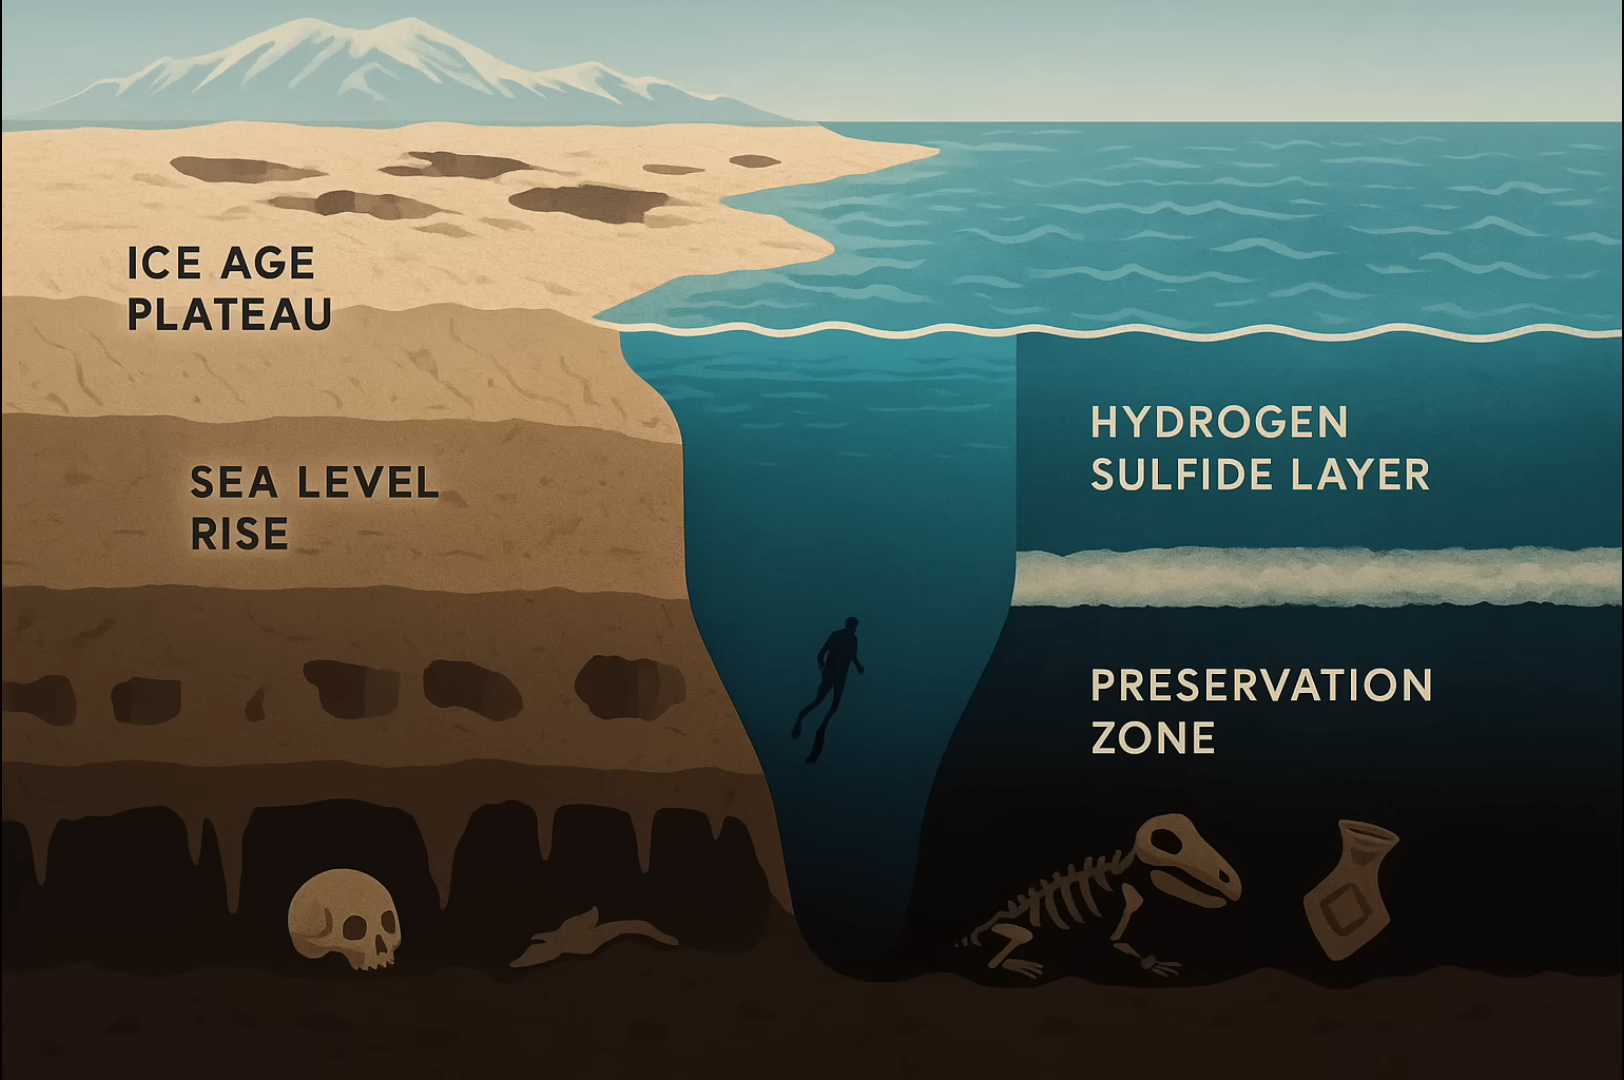 ICE AGE
PLATEAU
SEA LEVEL
RISE
HYDROGEN
SULFIDE LAYER
PRESERVATION
ZONE